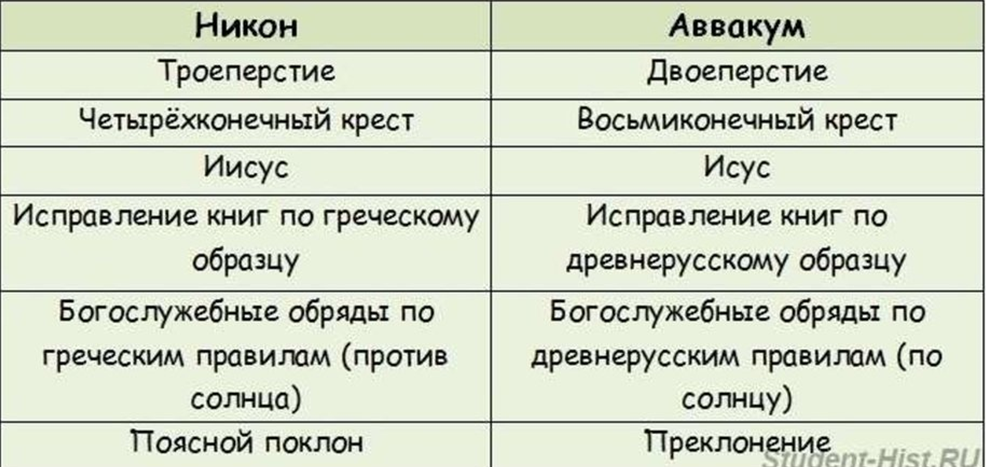 Никон
Аввакум
Троеперстие
Двоеперстие
Четырёхконечный крест
Восьмиконечный крест
Иисус
Исус
Исправление книг по греческому
образцу
Исправление книг по
древнерусскому образцу
Богослужебные обряды по
греческим правилам (против
солнца)
Богослужебные обряды по
древнерусским правилам (по
солнцу)
Поясной поклон
Преклонение
Student-Hist.RU